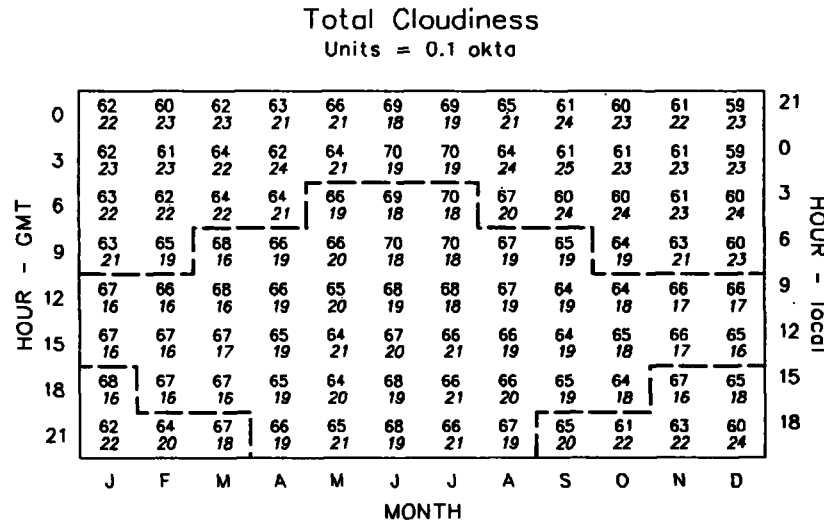 Total Cloudiness
Units = 0.1 okta
0 62 60 62 63 66 69 69 65 61 60 61 59 21
22 23 23 21 21 18 19 21 24 23 22 23
3 62 61 64 62 64 70 70 64 61 61 61 59 0
23 23 22 24 21 19 19 24 25 23 23 23
6 63 62 64 64 66 69 70 67 60 60 61 60 3
22 22 22 21 19 18 18 20 24 24 23 24
9 63 65 68 66 66 70 70 67 65 64 63 60 6
21 19 16 19 20 18 18 19 19 19 21 23
12 67 66 68 66 65 68 68 67 64 64 66 66 9
16 16 16 19 20 18 18 19 19 18 17 17
15 67 67 67 65 64 67 66 66 64 65 66 65 12
16 16 17 19 21 20 21 19 19 18 17 16
18 68 67 67 65 64 68 66 66 65 64 67 65 15
16 16 16 19 20 19 21 20 19 18 16 18
21 62 64 67 66 65 68 66 67 65 61 63 60 18
22 20 18 19 21 19 21 19 20 22 22 24
J F M A M J J A S O N D
MONTH
HOUR - GMT
HOUR - local